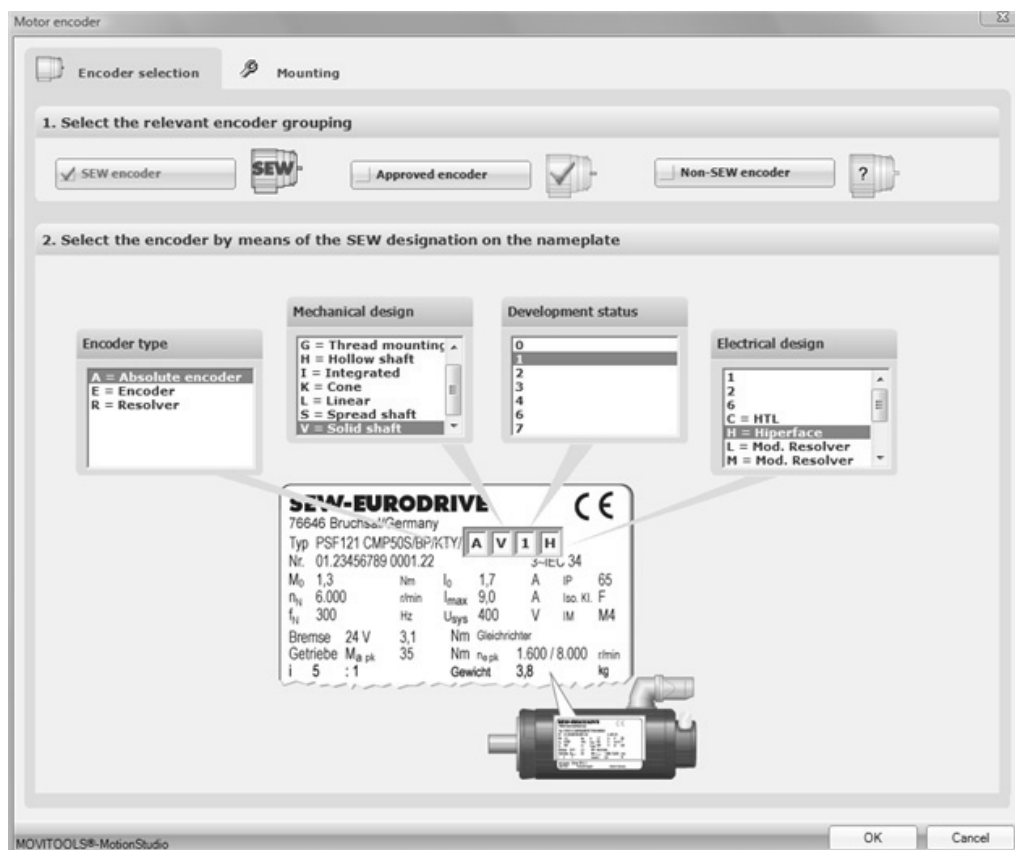 Motor encoder
Encoder selection
Mounting
1. Select the relevant encoder grouping
SEW encoder
SEW
Approved encoder
Non-SEW encoder
?
2. Select the encoder by means of the SEW designation on the nameplate
Encoder type
A = Absolute encoder
E = Encoder
R = Resolver
Mechanical design
G = Thread mounting
H = Hollow shaft
I = Integrated
K = Cone
L = Linear
S = Spread shaft
V = Solid shaft
Development status
0
1
2
3
4
6
7
Electrical design
1
2
6
C = HTL
H = Hiperface
L = Mod. Resolver
M = Mod. Resolver
SEW-EURODRIVE CE
76646 Bruchsal/Germany
Typ PSF121 CMP50S/BP/KTY/ A V 1 H
Nr. 01.23456789 0001.22 3~IEC 34
M0 1,3 Nm I0 1,7 A IP 65
nN 6.000 r/min Imax 9,0 A Iso. Kl. F
fN 300 Hz Usys 400 V IM M4
Bremse 24 V 3,1 Nm Gleichrichter
Getriebe Ma pk 35 Nm ne pk 1.600 / 8.000 r/min
i 5 :1 Gewicht 3,8 kg
SEW-EURODRIVE CE
MOVITOOLS®-MotionStudio
OK
Cancel